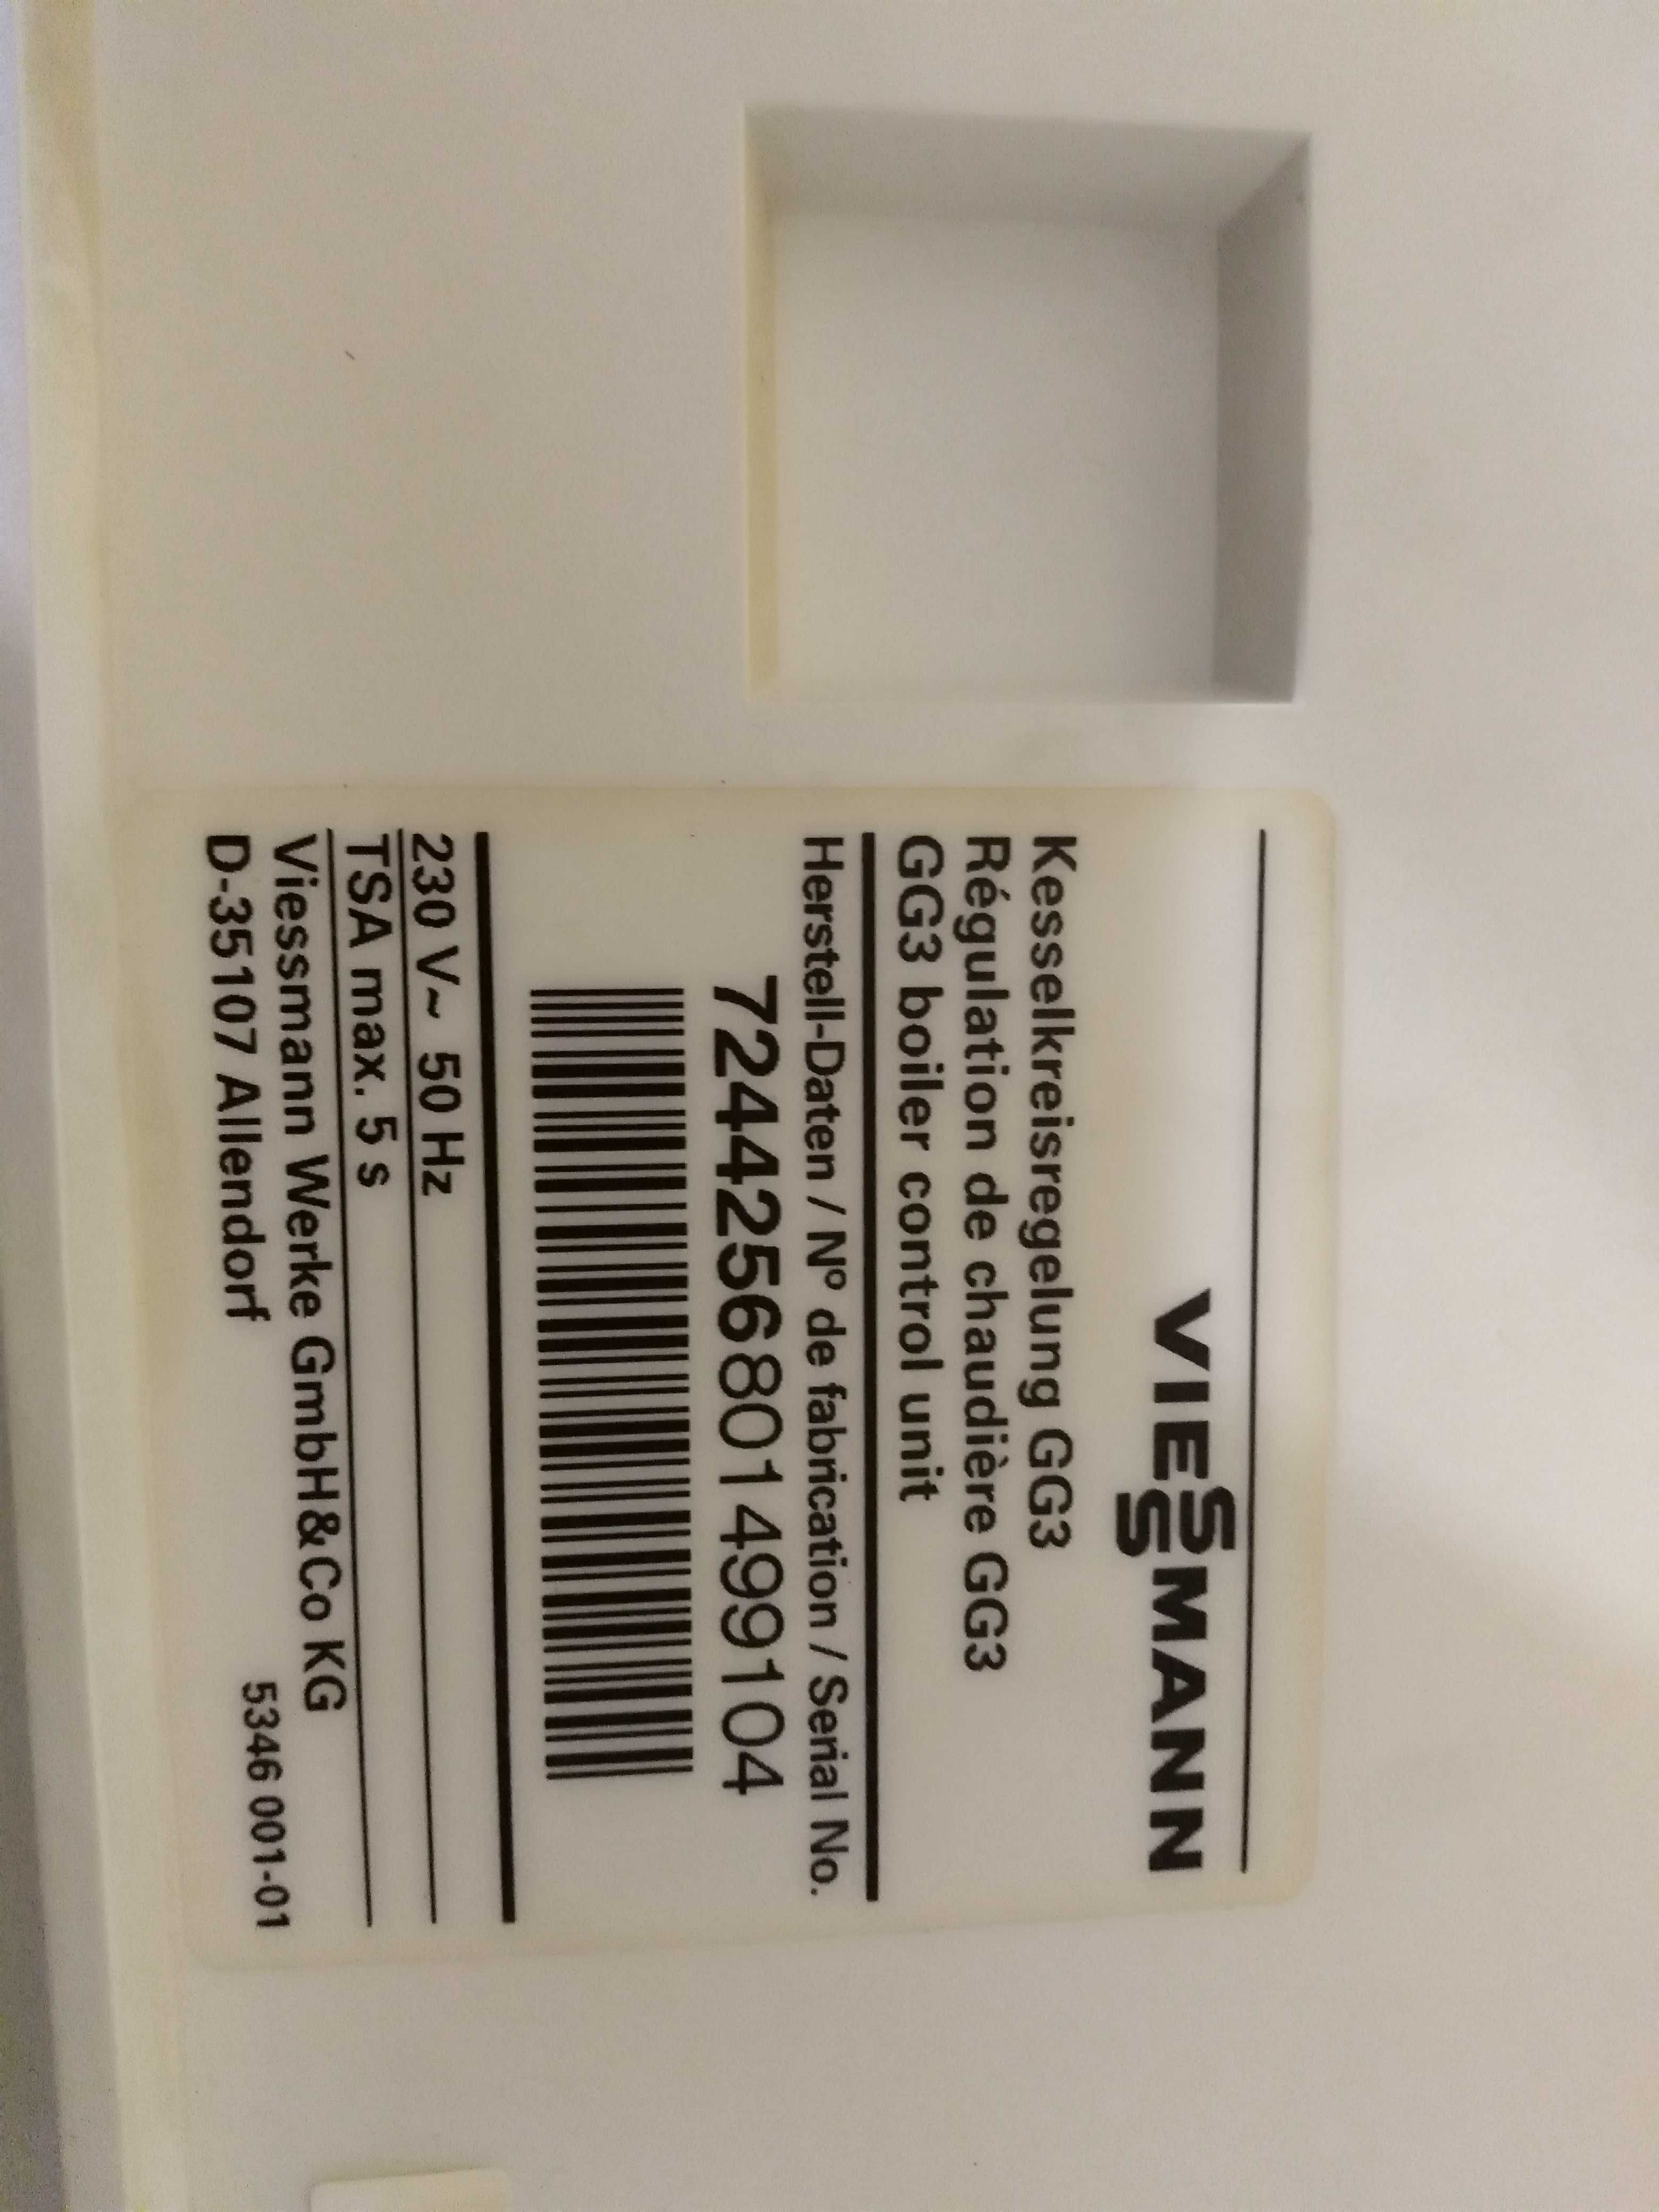 VIESSMANN
Kesselkreisregelung GG3
Régulation de chaudière GG3
GG3 boiler control unit
Herstell-Daten / Nº de fabrication / Serial No.
7244256801499104
230 V~ 50 Hz
TSA max. 5 s
Viessmann Werke GmbH&Co KG
D-35107 Allendorf
5346 001-01